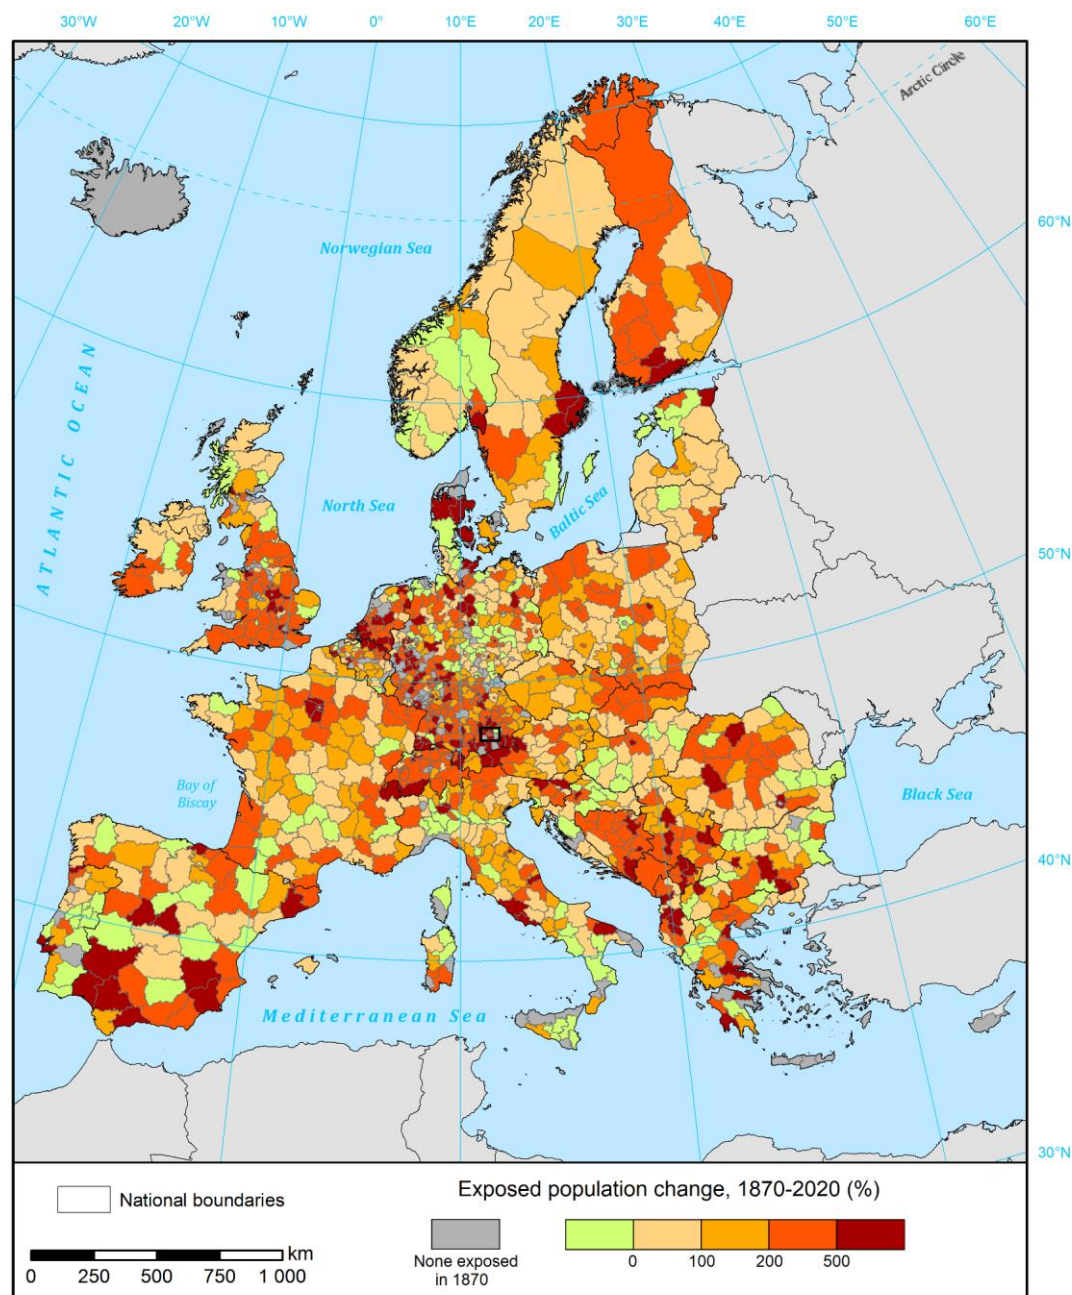 30°W 20°W 10°W 0° 10°E 20°E 30°E 40°E 50°E 60°E
Arctic Circle
60°N
Norwegian Sea
ATLANTIC OCEAN
North Sea
Baltic Sea
50°N
Bay of
Biscay
Black Sea
40°N
Mediterranean Sea
30°N
National boundaries
Exposed population change, 1870-2020 (%)
km
0 250 500 750 1 000
None exposed
in 1870
0 100 200 500